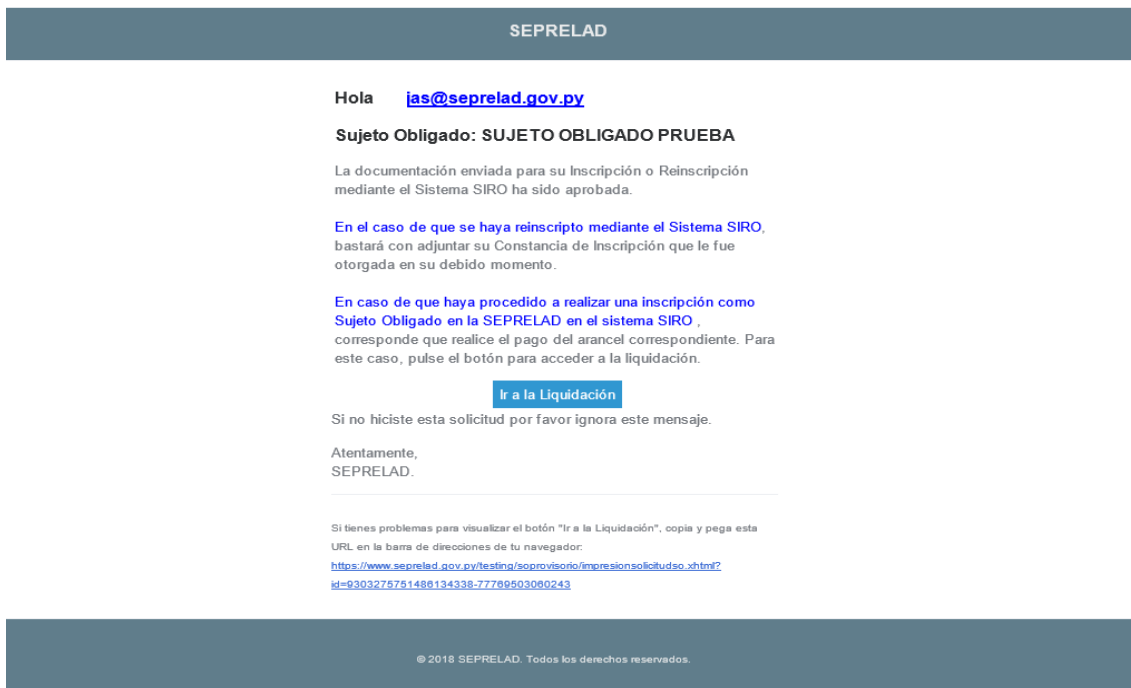 SEPRELAD
Hola jas@seprelad.gov.py
Sujeto Obligado: SUJETO OBLIGADO PRUEBA
La documentación enviada para su Inscripción o Reinscripción
mediante el Sistema SIRO ha sido aprobada.
En el caso de que se haya reinscripto mediante el Sistema SIRO,
bastará con adjuntar su Constancia de Inscripción que le fue
otorgada en su debido momento.
En caso de que haya procedido a realizar una inscripción como
Sujeto Obligado en la SEPRELAD en el sistema SIRO ,
corresponde que realice el pago del arancel correspondiente. Para
este caso, pulse el botón para acceder a la liquidación.
Ir a la Liquidación
Si no hiciste esta solicitud por favor ignora este mensaje.
Atentamente,
SEPRELAD.
Si tienes problemas para visualizar el botón "Ir a la Liquidación", copia y pega esta
URL en la barra de direcciones de tu navegador:
https://www.seprelad.gov.py/testing/soprovisorio/impresionsolicitudso.xhtml?
id=9303275751486134338-77769503060243
© 2018 SEPRELAD. Todos los derechos reservados.